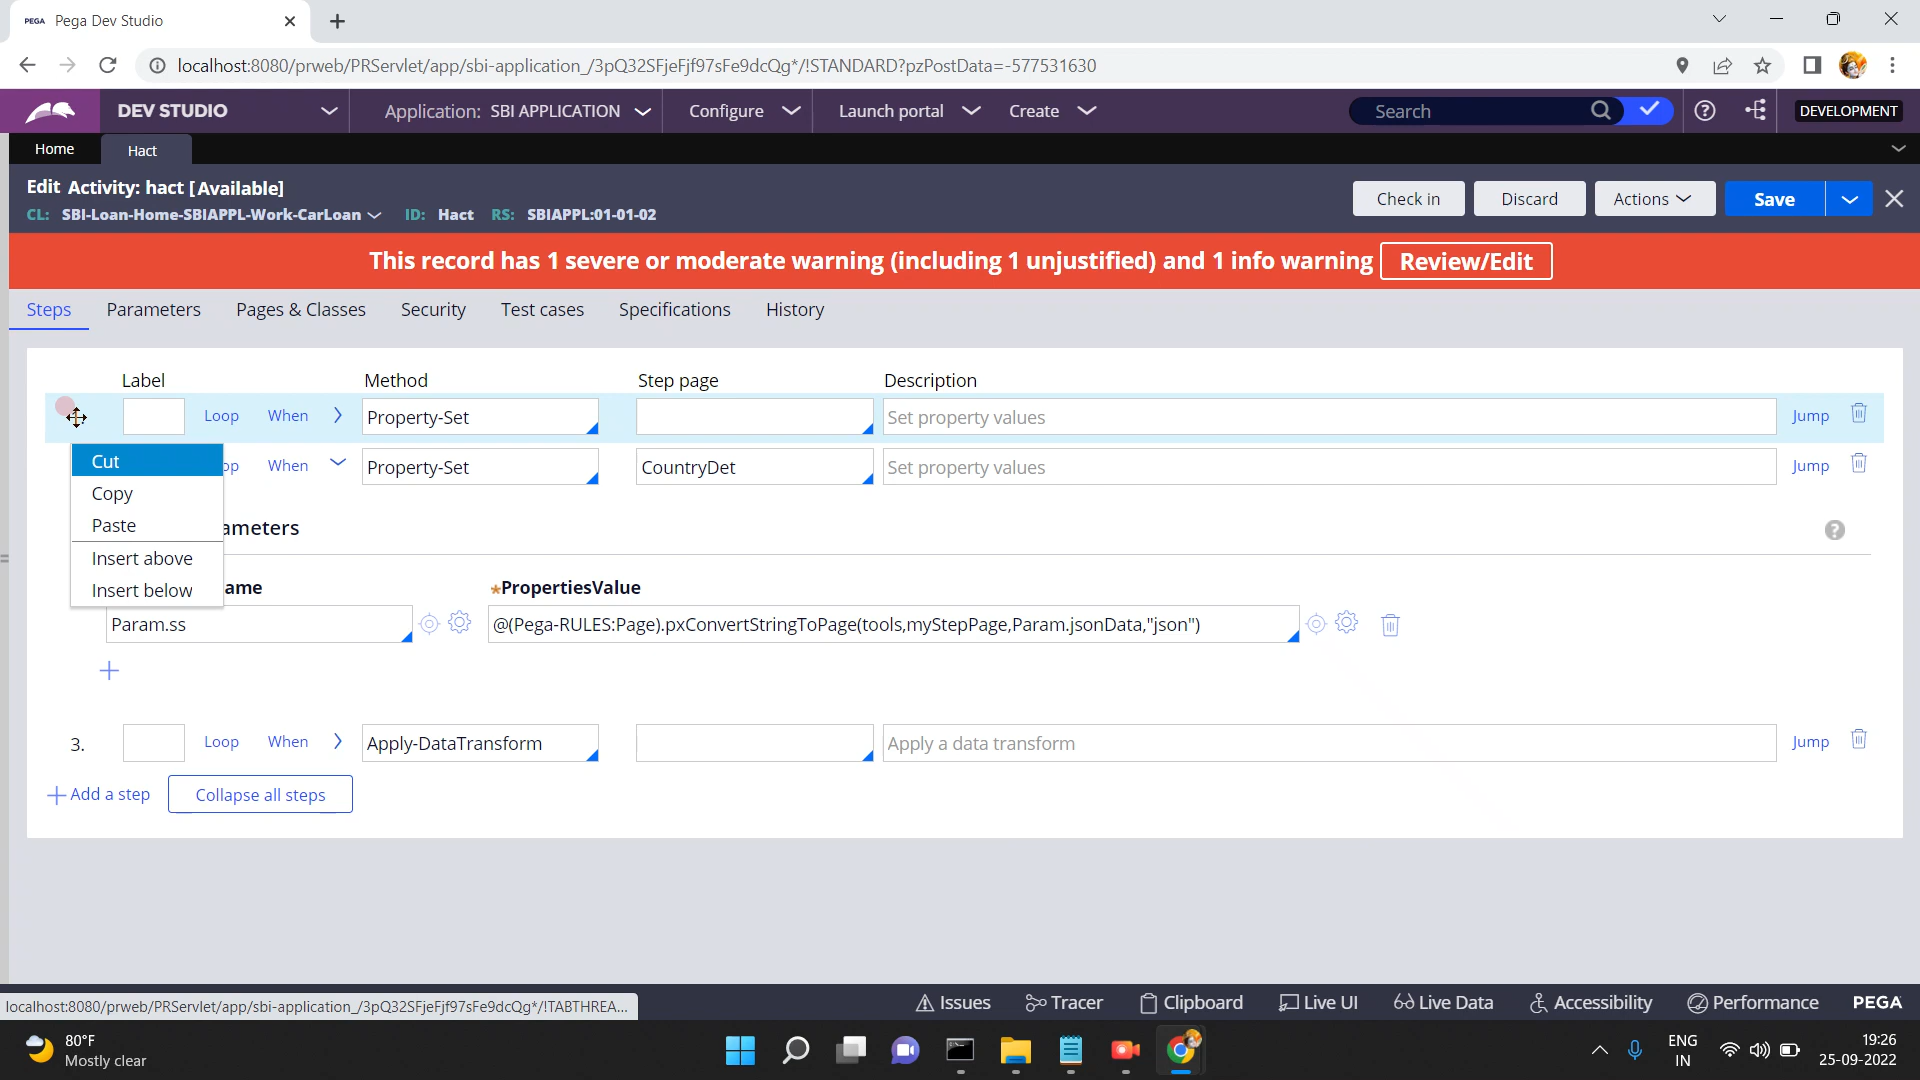 PEGA Pega Dev Studio
localhost:8080/prweb/PRServlet/app/sbi-application_/3pQ32SFjeFjf97sFe9dcQg*/!STANDARD?pzPostData=-577531630
DEV STUDIO Application: SBI APPLICATION Configure Launch portal Create Search DEVELOPMENT
Home Hact
Edit Activity: hact [Available]
CL: SBI-Loan-Home-SBIAPPL-Work-CarLoan ID: Hact RS: SBIAPPL:01-01-02
Check in Discard Actions Save
This record has 1 severe or moderate warning (including 1 unjustified) and 1 info warning Review/Edit
Steps Parameters Pages & Classes Security Test cases Specifications History
Label Method Step page Description
Loop When Property-Set Set property values Jump
Cut
op When Property-Set CountryDet Set property values Jump
Copy
Paste
ameters
Insert above
Insert below
ame *PropertiesValue
Param.ss @(Pega-RULES:Page).pxConvertStringToPage(tools,myStepPage,Param.jsonData,"json")
3. Loop When Apply-DataTransform Apply a data transform Jump
Add a step Collapse all steps
localhost:8080/prweb/PRServlet/app/sbi-application_/3pQ32SFjeFjf97sFe9dcQg*/!TABTHREA...
Issues Tracer Clipboard Live UI Live Data Accessibility Performance PEGA
80°F
Mostly clear
ENG
IN
19:26
25-09-2022